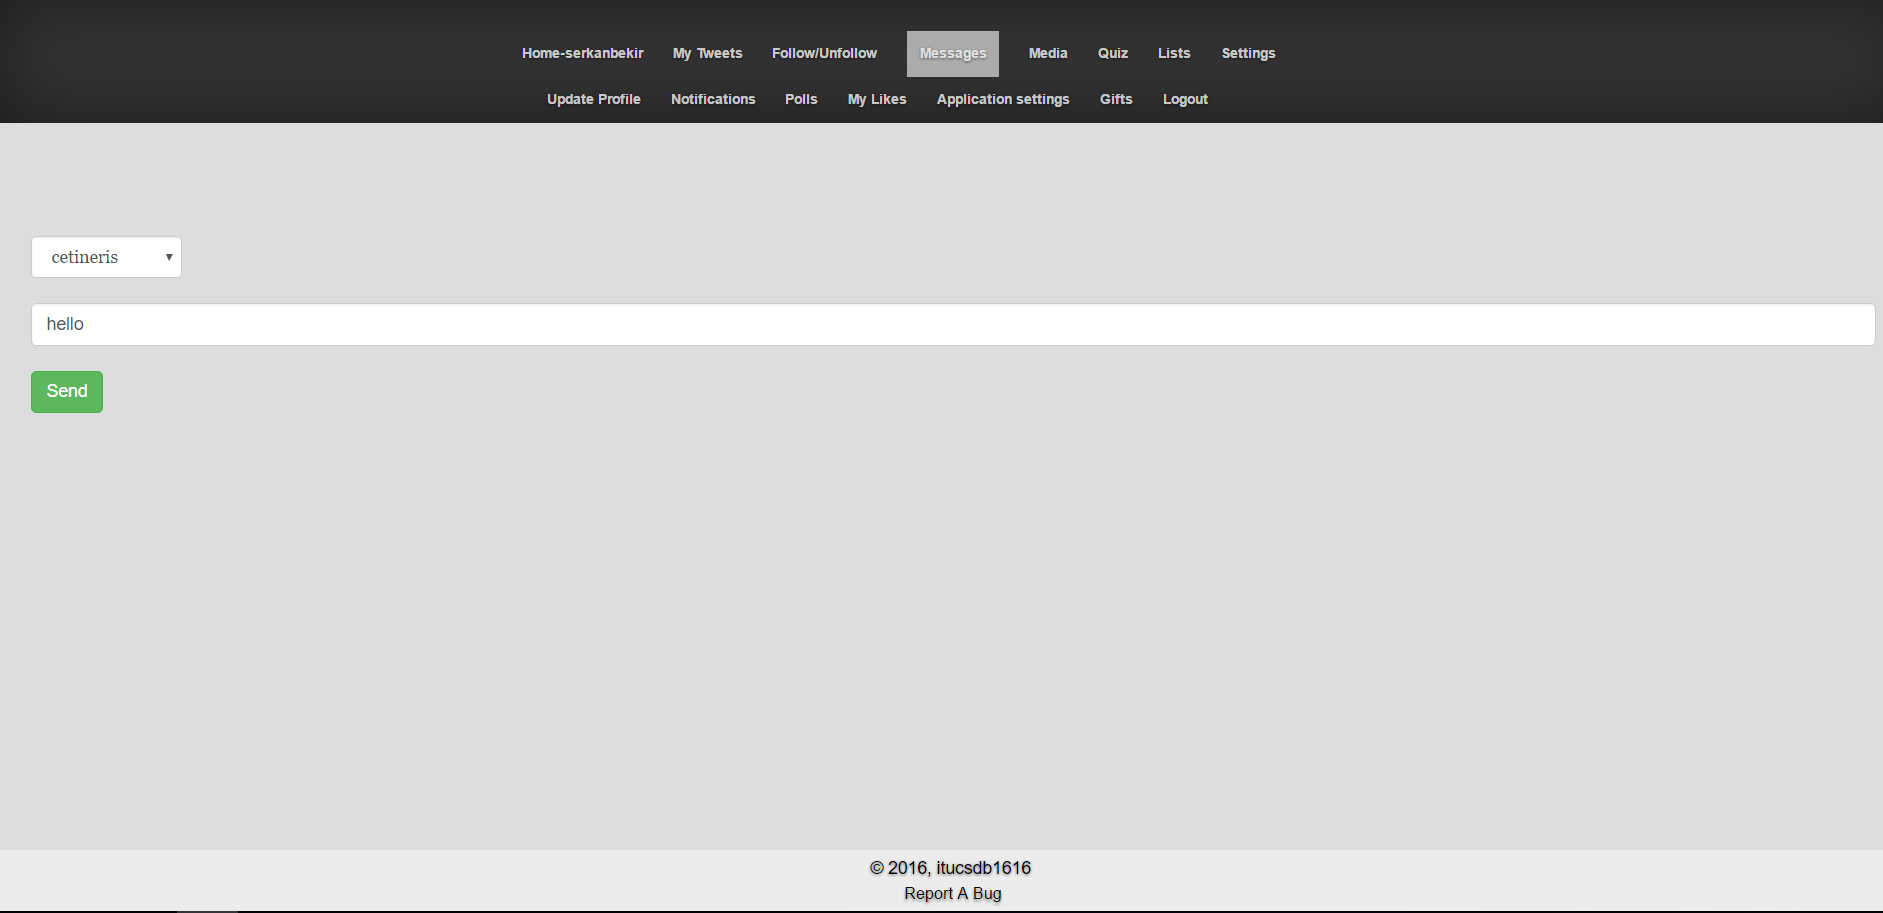 Home-serkanbekir My Tweets Follow/Unfollow Messages Media Quiz Lists Settings
Update Profile Notifications Polls My Likes Application settings Gifts Logout
cetineris
hello
Send
© 2016, itucsdb1616
Report A Bug